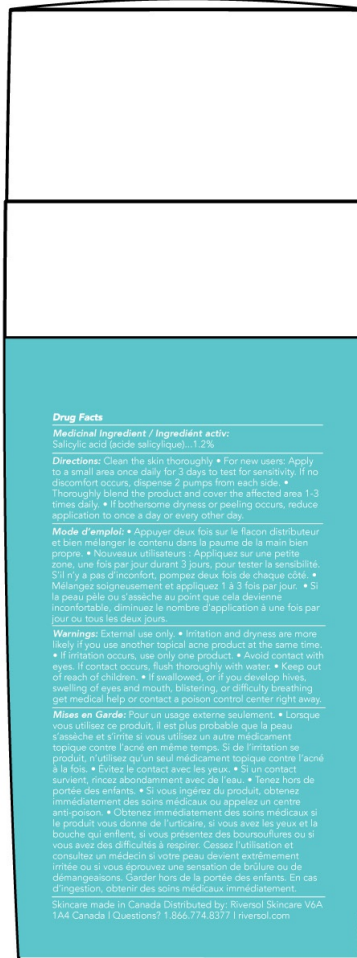 Drug Facts
Medicinal Ingredient / Ingrediént activ:
Salicylic acid (acide salicylique)...1.2%
Directions: Clean the skin thoroughly • For new users: Apply
to a small area once daily for 3 days to test for sensitivity. If no
discomfort occurs, dispense 2 pumps from each side. •
Thoroughly blend the product and cover the affected area 1-3
times daily. • If bothersome dryness or peeling occurs, reduce
application to once a day or every other day.
Mode d'emploi: • Appuyer deux fois sur le flacon distributeur
et bien mélanger le contenu dans la paume de la main bien
propre. • Nouveaux utilisateurs : Appliquez sur une petite
zone, une fois par jour durant 3 jours, pour tester la sensibilité.
S'il n'y a pas d'inconfort, pompez deux fois de chaque côté. •
Mélangez soigneusement et appliquez 1 à 3 fois par jour. • Si
la peau pèle ou s'assèche au point que cela devienne
inconfortable, diminuez le nombre d'application à une fois par
jour ou tous les deux jours.
Warnings: External use only. • Irritation and dryness are more
likely if you use another topical acne product at the same time.
• If irritation occurs, use only one product. • Avoid contact with
eyes. If contact occurs, flush thoroughly with water. • Keep out
of reach of children. • If swallowed, or if you develop hives,
swelling of eyes and mouth, blistering, or difficulty breathing
get medical help or contact a poison control center right away.
Mises en Garde: Pour un usage externe seulement. • Lorsque
vous utilisez ce produit, il est plus probable que la peau
s'assèche et s'irrite si vous utilisez un autre médicament
topique contre l'acné en même temps. Si de l'irritation se
produit, n'utilisez qu'un seul médicament topique contre l'acné
à la fois. • Évitez le contact avec les yeux. • Si un contact
survient, rincez abondamment avec de l'eau. • Tenez hors de
portée des enfants. • Si vous ingérez du produit, obtenez
immédiatement des soins médicaux ou appelez un centre
anti-poison. • Obtenez immédiatement des soins médicaux si
le produit vous donne de l'urticaire, si vous avez les yeux et la
bouche qui enflent, si vous présentez des boursouflures ou si
vous avez des difficultés à respirer. Cessez l'utilisation et
consultez un médecin si votre peau devient extrêmement
irritée ou si vous éprouvez une sensation de brûlure ou de
démangeaisons. Garder hors de la portée des enfants. En cas
d'ingestion, obtenir des soins médicaux immédiatement.
Skincare made in Canada Distributed by: Riversol Skincare V6A
1A4 Canada | Questions? 1.866.774.8377 | riversol.com